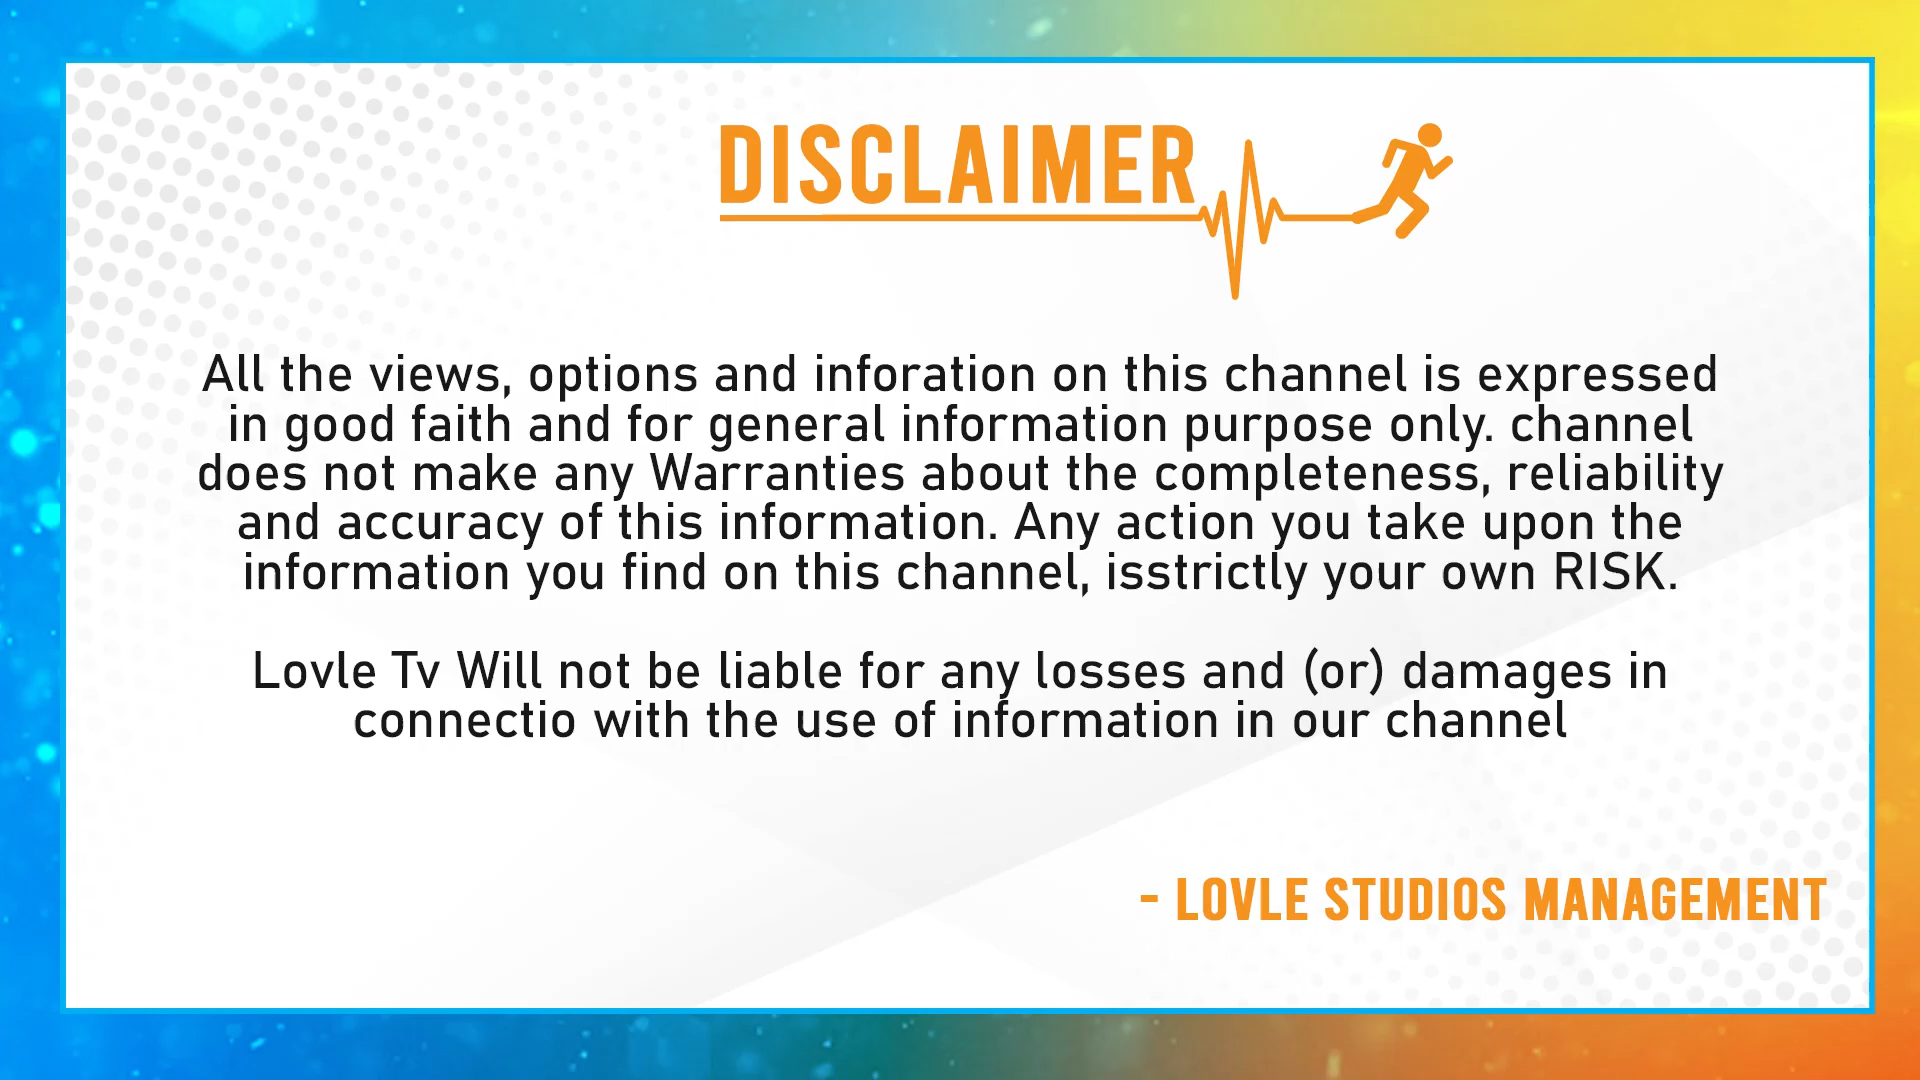 DISCLAIMER
All the views, options and inforation on this channel is expressed
in good faith and for general information purpose only. channel
does not make any Warranties about the completeness, reliability
and accuracy of this information. Any action you take upon the
information you find on this channel, isstrictly your own RISK.
Lovle Tv Will not be liable for any losses and (or) damages in
connectio with the use of information in our channel
- LOVLE STUDIOS MANAGEMENT